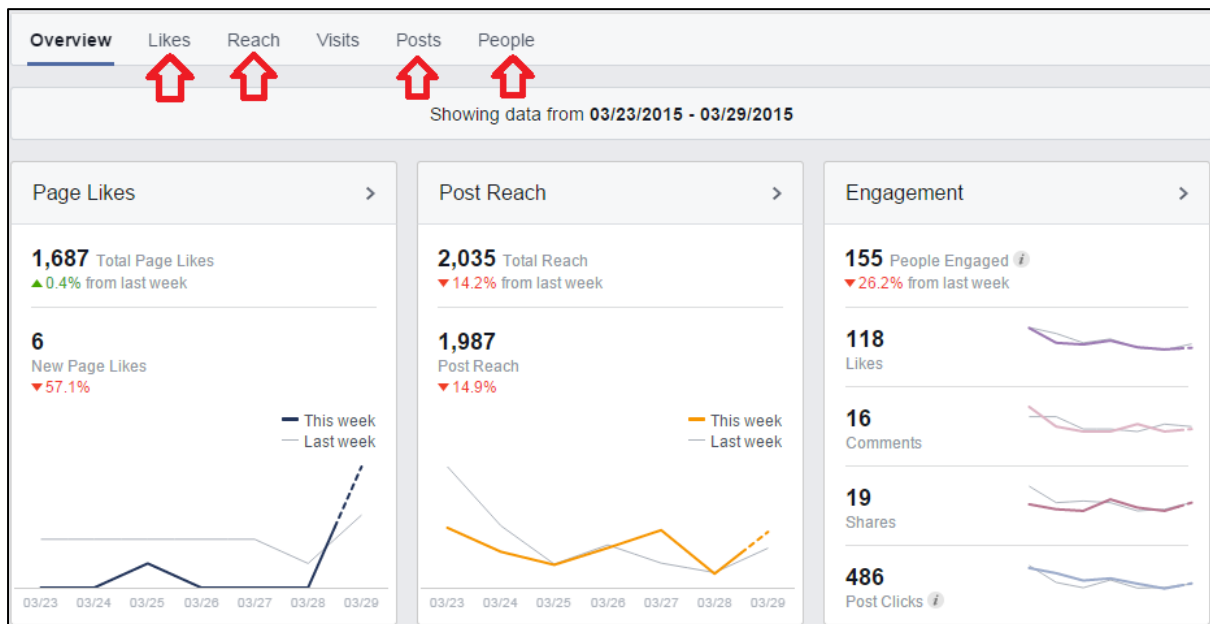 Overview Likes Reach Visits Posts People
Showing data from 03/23/2015 - 03/29/2015
Page Likes >
1,687 Total Page Likes
▲0.4% from last week
6
New Page Likes
▼57.1%
This week
Last week
03/23 03/24 03/25 03/26 03/27 03/28 03/29
Post Reach >
2,035 Total Reach
▼14.2% from last week
1,987
Post Reach
▼14.9%
This week
Last week
03/23 03/24 03/25 03/26 03/27 03/28 03/29
Engagement >
155 People Engaged i
▼26.2% from last week
118
Likes
16
Comments
19
Shares
486
Post Clicks i